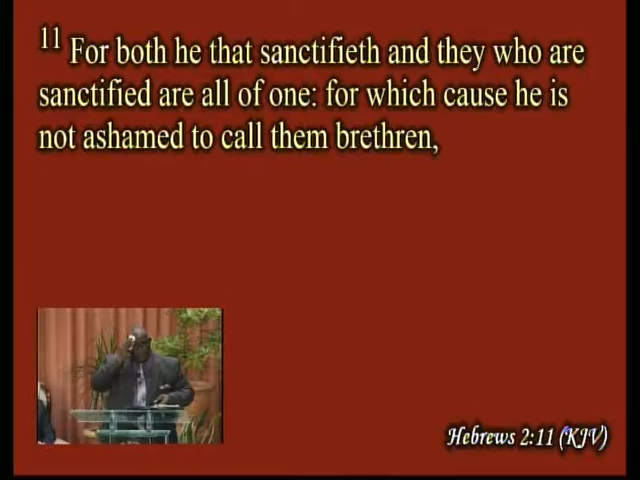 11 For both he that sanctifieth and they who are
sanctified are all of one: for which cause he is
not ashamed to call them brethren,
Hebrews 2:11 (KJV)